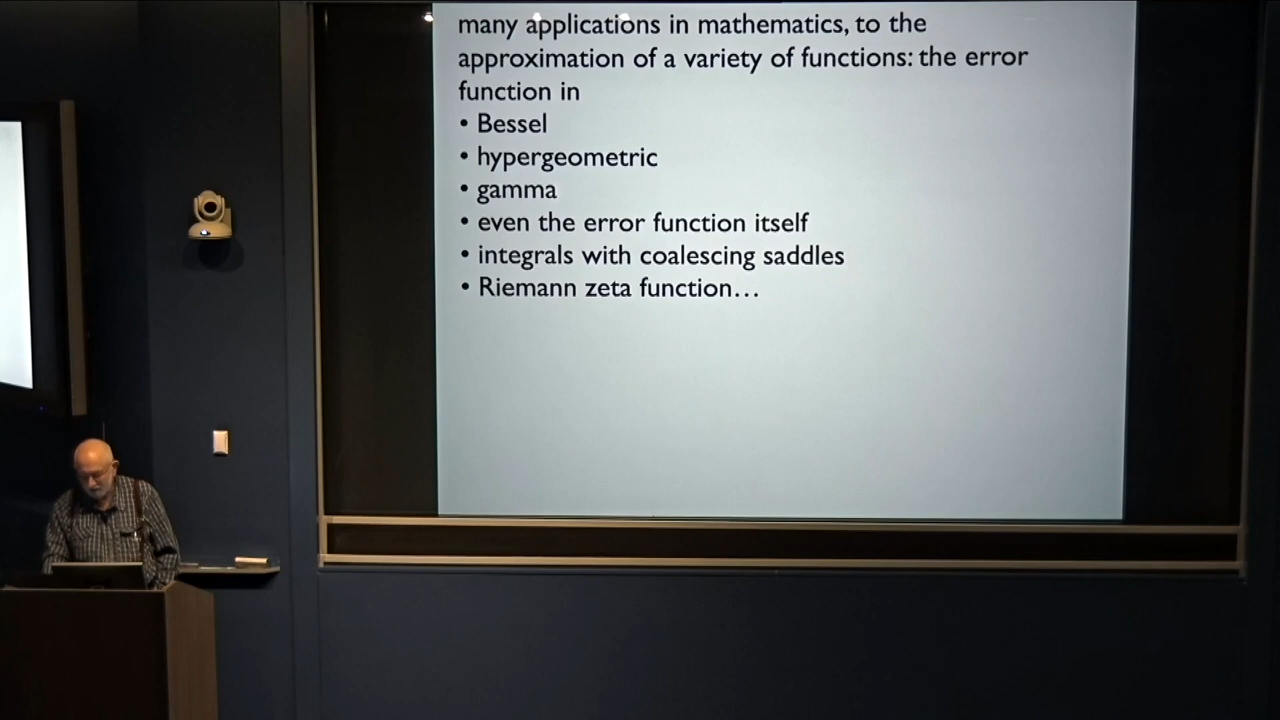 many applications in mathematics, to the
approximation of a variety of functions: the error
function in
• Bessel
• hypergeometric
• gamma
• even the error function itself
• integrals with coalescing saddles
• Riemann zeta function…